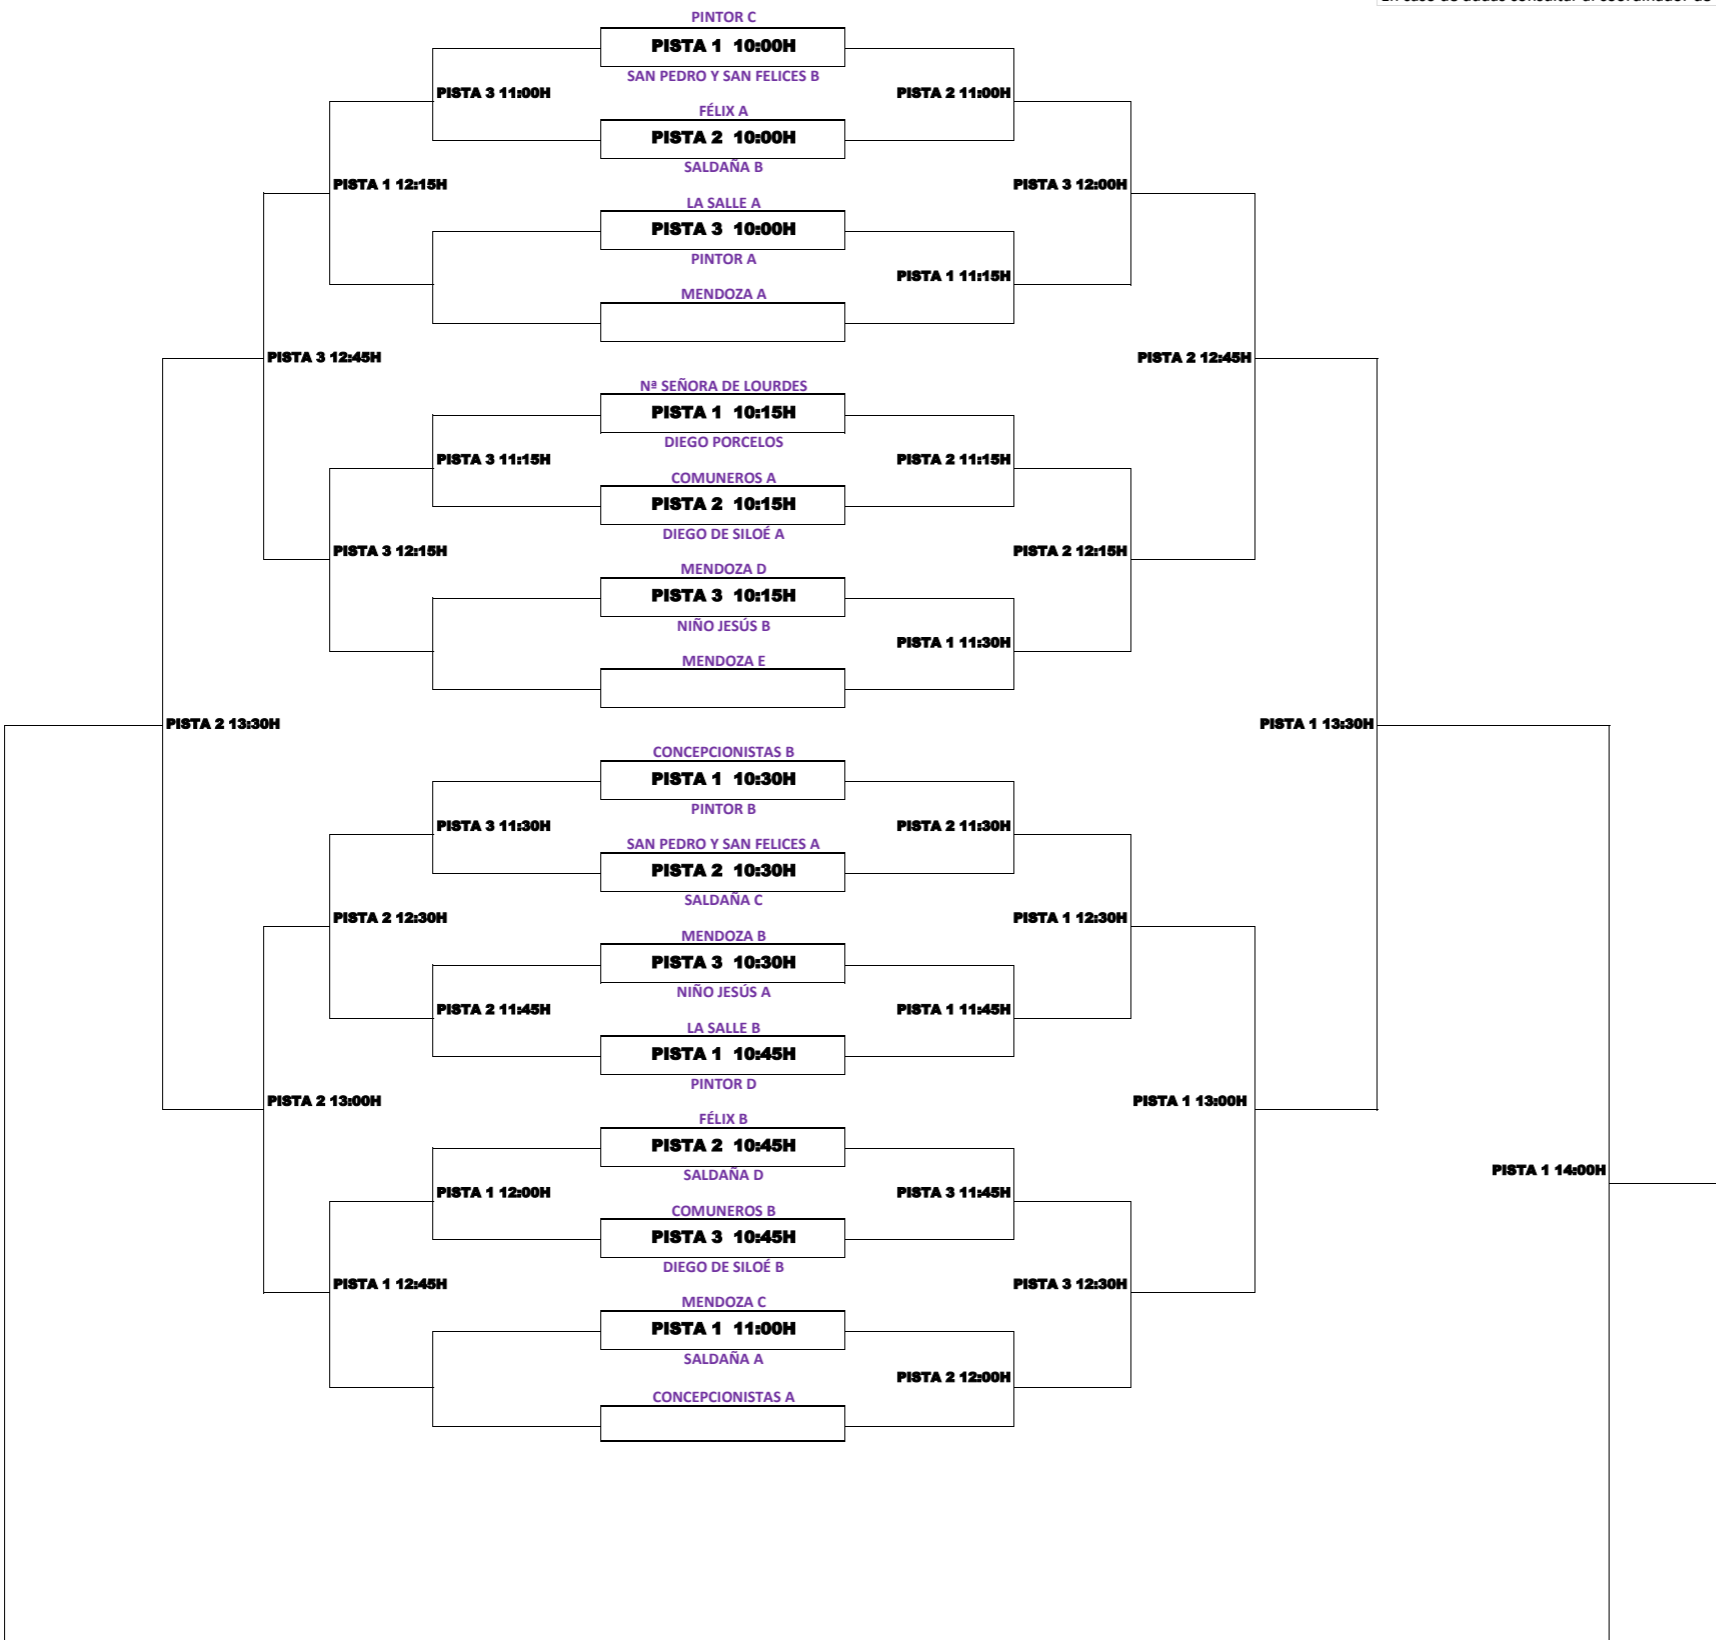 En caso de dudas consultar al coordinador de
PINTOR C
PISTA 1 10:00H
SAN PEDRO Y SAN FELICES B
PISTA 3 11:00H
PISTA 2 11:00H
FÉLIX A
PISTA 2 10:00H
SALDAÑA B
PISTA 1 12:15H
PISTA 3 12:00H
LA SALLE A
PISTA 3 10:00H
PINTOR A
PISTA 1 11:15H
MENDOZA A
PISTA 3 12:45H
PISTA 2 12:45H
Nª SEÑORA DE LOURDES
PISTA 1 10:15H
DIEGO PORCELOS
PISTA 3 11:15H
PISTA 2 11:15H
COMUNEROS A
PISTA 2 10:15H
DIEGO DE SILOÉ A
PISTA 3 12:15H
PISTA 2 12:15H
MENDOZA D
PISTA 3 10:15H
NIÑO JESÚS B
PISTA 1 11:30H
MENDOZA E
PISTA 2 13:30H
PISTA 1 13:30H
CONCEPCIONISTAS B
PISTA 1 10:30H
PINTOR B
PISTA 3 11:30H
PISTA 2 11:30H
SAN PEDRO Y SAN FELICES A
PISTA 2 10:30H
SALDAÑA C
PISTA 2 12:30H
PISTA 1 12:30H
MENDOZA B
PISTA 3 10:30H
NIÑO JESÚS A
PISTA 2 11:45H
PISTA 1 11:45H
LA SALLE B
PISTA 1 10:45H
PINTOR D
PISTA 2 13:00H
PISTA 1 13:00H
FÉLIX B
PISTA 2 10:45H
SALDAÑA D
PISTA 1 14:00H
PISTA 1 12:00H
PISTA 3 11:45H
COMUNEROS B
PISTA 3 10:45H
DIEGO DE SILOÉ B
PISTA 1 12:45H
PISTA 3 12:30H
MENDOZA C
PISTA 1 11:00H
SALDAÑA A
PISTA 2 12:00H
CONCEPCIONISTAS A